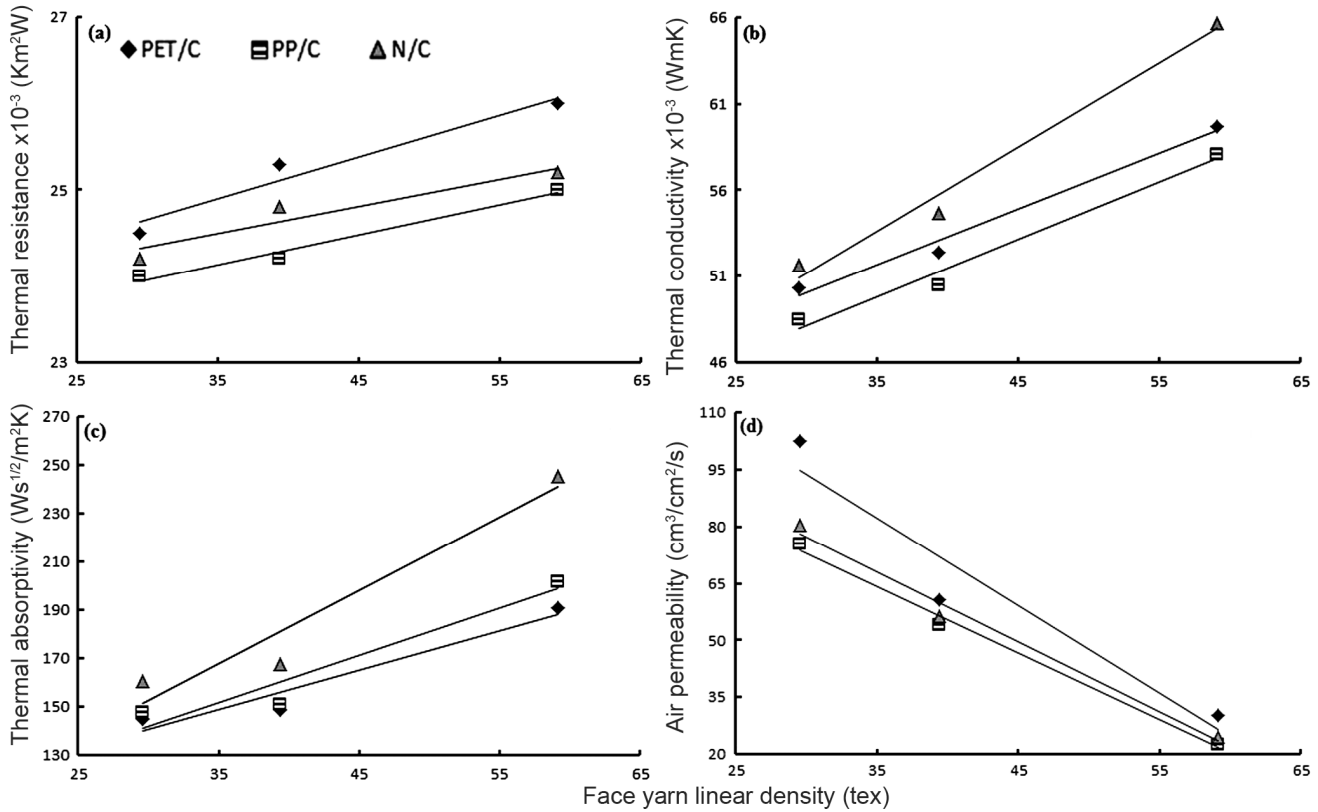 (a)
PET/C PP/C N/C
Thermal resistance x10⁻³ (Km²W)
27
25
23
25 35 45 55 65
(b)
Thermal conductivity x10⁻³ (WmK)
66
61
56
51
46
25 35 45 55 65
(c)
Thermal absorptivity (Ws¹/²/m²K)
270
250
230
210
190
170
150
130
25 35 45 55 65
(d)
Air permeability (cm³/cm²/s)
110
95
80
65
50
35
20
25 35 45 55 65
Face yarn linear density (tex)